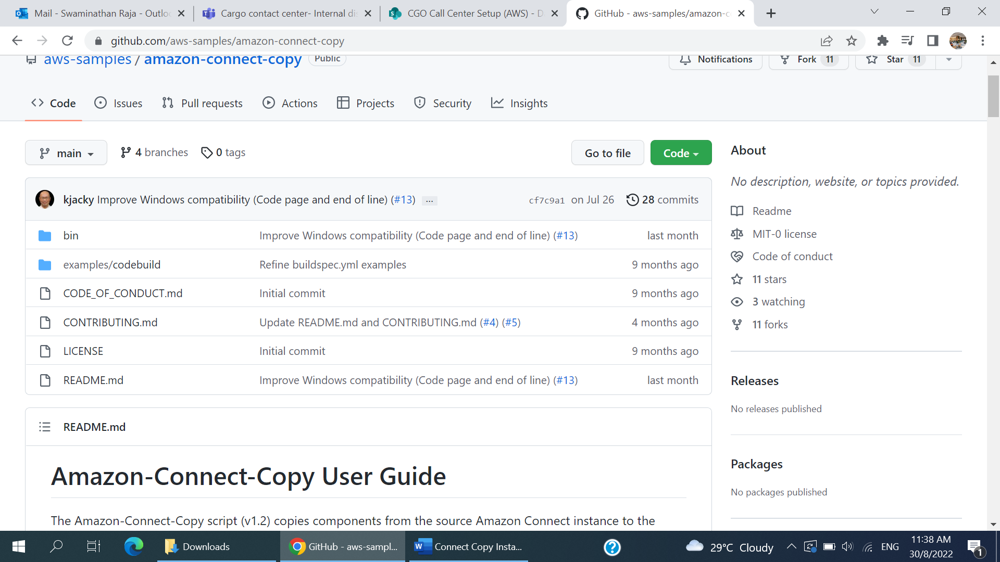 Mail - Swaminathan Raja - Outlo
Cargo contact center- Internal dis
CGO Call Center Setup (AWS) - D
GitHub - aws-samples/amazon-c
github.com/aws-samples/amazon-connect-copy
aws-samples / amazon-connect-copy Public
Notifications
Fork 11
Star 11
Code
Issues
Pull requests
Actions
Projects
Security
Insights
main
4 branches
0 tags
Go to file
Code
kjacky Improve Windows compatibility (Code page and end of line) (#13) ...
cf7c9a1 on Jul 26
28 commits
bin Improve Windows compatibility (Code page and end of line) (#13) last month
examples/codebuild Refine buildspec.yml examples 9 months ago
CODE_OF_CONDUCT.md Initial commit 9 months ago
CONTRIBUTING.md Update README.md and CONTRIBUTING.md (#4) (#5) 4 months ago
LICENSE Initial commit 9 months ago
README.md Improve Windows compatibility (Code page and end of line) (#13) last month
README.md
Amazon-Connect-Copy User Guide
The Amazon-Connect-Copy script (v1.2) copies components from the source Amazon Connect instance to the
About
No description, website, or topics provided.
Readme
MIT-0 license
Code of conduct
11 stars
3 watching
11 forks
Releases
No releases published
Packages
No packages published
Downloads
GitHub - aws-sampl...
Connect Copy Insta...
29°C Cloudy
ENG
11:38 AM
30/8/2022
1